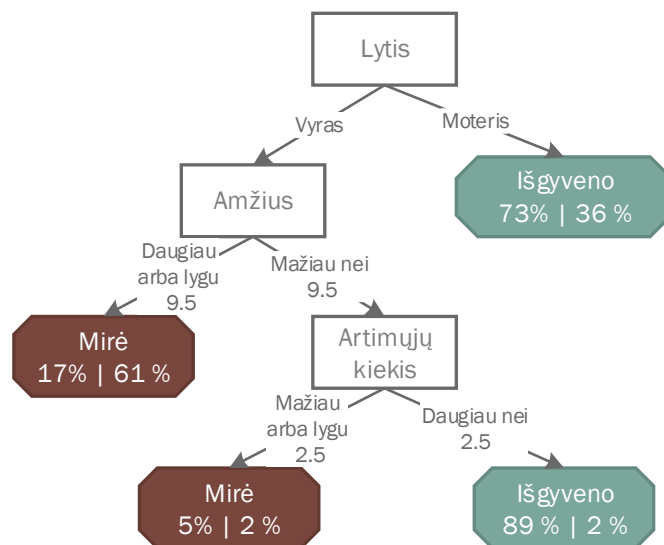 Lytis
Vyras
Moteris
Amžius
Išgyveno
73% | 36 %
Daugiau
arba lygu
9.5
Mažiau nei
9.5
Mirė
17% | 61 %
Artimųjų
kiekis
Mažiau
arba lygu
2.5
Daugiau nei
2.5
Mirė
5% | 2 %
Išgyveno
89 % | 2 %